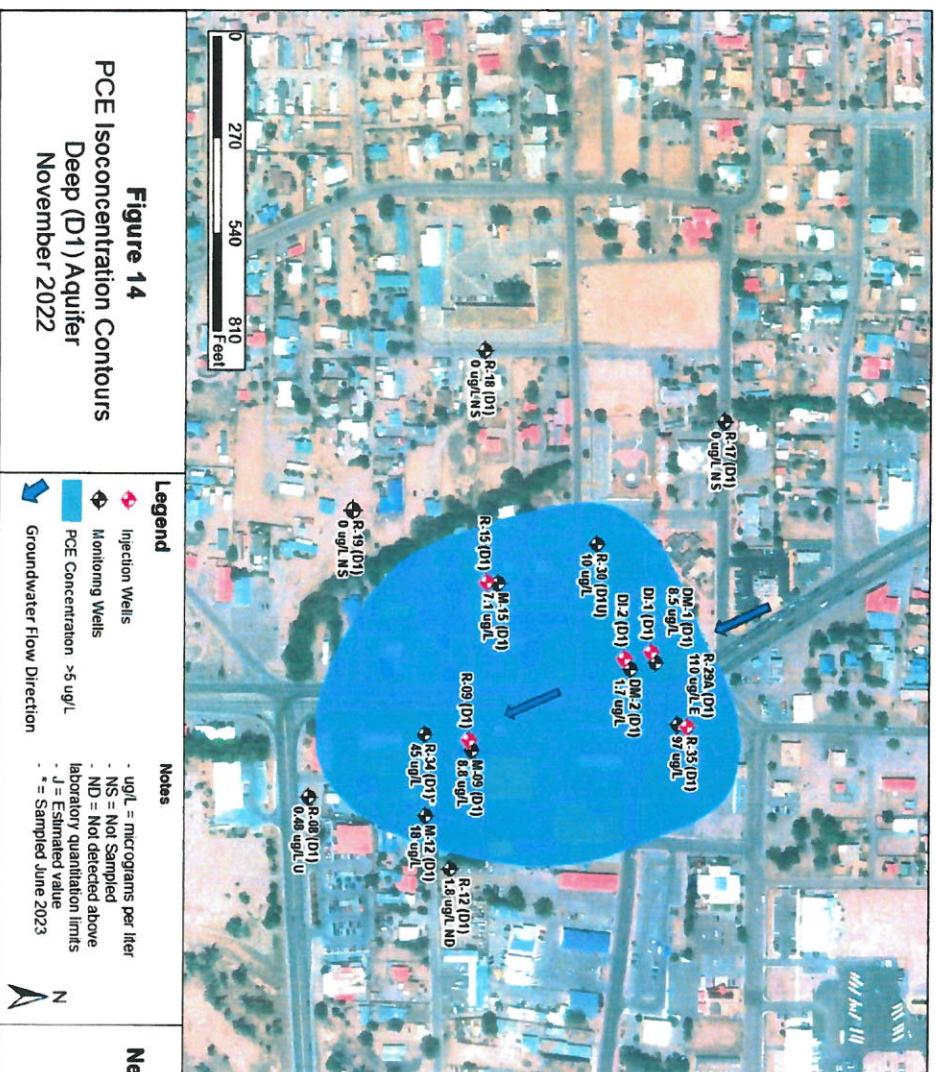 R-17 (D1)
0 ug/L NS
R-18 (D1)
0 ug/L NS
R-19 (D1)
0 ug/L NS
DM-1 (D1)
8.5 ug/L
DI-1 (D1)
R-29A (D1)
110 ug/L E
R-35 (D1)
97 ug/L
R-30 (D1U)
10 ug/L
DI-2 (D1)
DM-2 (D1)
1.7 ug/L
R-15 (D1)
M-15 (D1)
7.1 ug/L
R-09 (D1)
M-09 (D1)
8.8 ug/L
R-34 (D1)*
45 ug/L
M-12 (D1)
18 ug/L
R-12 (D1)
1.8 ug/L ND
R-08 (D1)
0.48 ug/L U
0 270 540 810
Feet
Figure 14
PCE Isoconcentration Contours
Deep (D1) Aquifer
November 2022
Legend
Injection Wells
Monitoring Wells
PCE Concentration >5 ug/L
Groundwater Flow Direction
Notes
- ug/L = micrograms per liter
- NS = Not Sampled
- ND = Not detected above
laboratory quantitation limits
- J = Estimated value
- * = Sampled June 2023
N
Ne